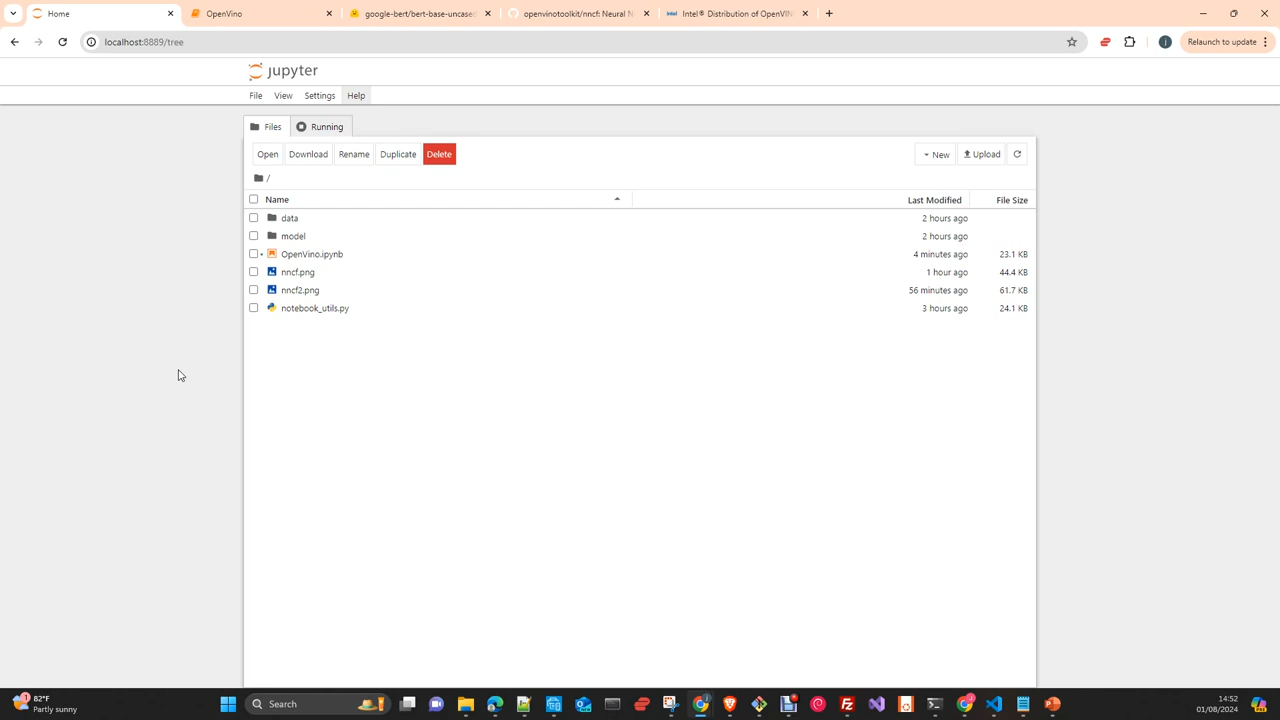 Home
OpenVino
google-bert/bert-base-uncased
openvinotoolkit/nncf: Neural N
Intel® Distribution of OpenVIN
localhost:8889/tree
Relaunch to update
jupyter
File View Settings Help
Files Running
Open Download Rename Duplicate Delete
New Upload
/
Name Last Modified File Size
data 2 hours ago
model 2 hours ago
OpenVino.ipynb 4 minutes ago 23.1 KB
nncf.png 1 hour ago 44.4 KB
nncf2.png 56 minutes ago 61.7 KB
notebook_utils.py 3 hours ago 24.1 KB
82°F
Partly sunny
Search
14:52
01/08/2024